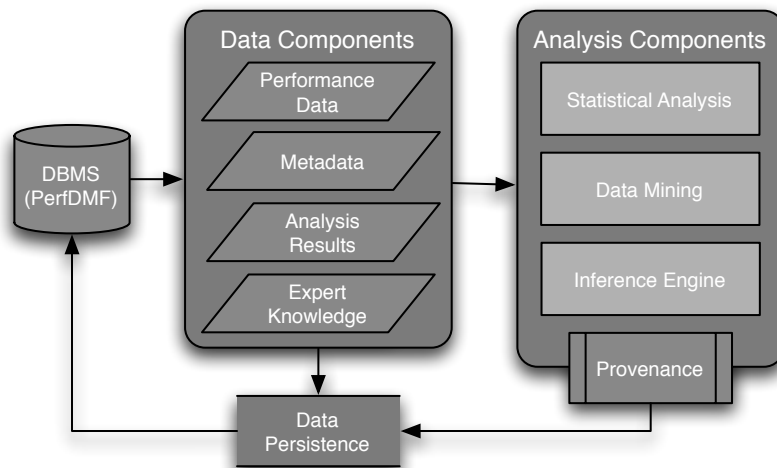 Data Components
Performance
Data
Metadata
Analysis
Results
Expert
Knowledge
DBMS
(PerfDMF)
Analysis Components
Statistical Analysis
Data Mining
Inference Engine
Provenance
Data
Persistence